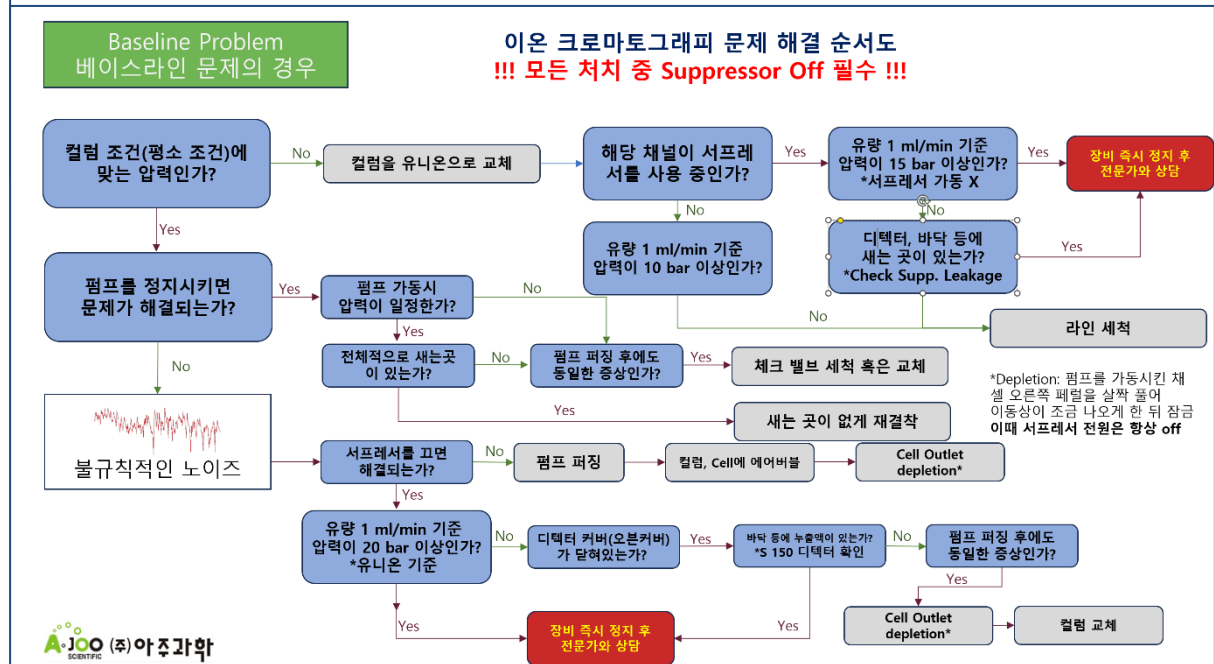 Baseline Problem
베이스라인 문제의 경우
이온 크로마토그래피 문제 해결 순서도
!!! 모든 처치 중 Suppressor Off 필수 !!!
컬럼 조건(평소 조건)에
맞는 압력인가?
No
컬럼을 유니온으로 교체
해당 채널이 서프레
서를 사용 중인가?
Yes
유량 1 ml/min 기준
압력이 15 bar 이상인가?
*서프레서 가동 X
Yes
장비 즉시 정지 후
전문가와 상담
Yes
No
No
유량 1 ml/min 기준
압력이 10 bar 이상인가?
디텍터, 바닥 등에
새는 곳이 있는가?
*Check Supp. Leakage
Yes
펌프를 정지시키면
문제가 해결되는가?
Yes
펌프 가동시
압력이 일정한가?
No
No
라인 세척
Yes
No
전체적으로 새는곳
이 있는가?
No
펌프 퍼징 후에도
동일한 증상인가?
Yes
체크 밸브 세척 혹은 교체
*Depletion: 펌프를 가동시킨 채
셀 오른쪽 페럴을 살짝 풀어
이동상이 조금 나오게 한 뒤 잠금
이때 서프레서 전원은 항상 off
Yes
새는 곳이 없게 재결착
불규칙적인 노이즈
서프레서를 끄면
해결되는가?
No
펌프 퍼징
컬럼, Cell에 에어버블
Cell Outlet
depletion*
Yes
유량 1 ml/min 기준
압력이 20 bar 이상인가?
*유니온 기준
No
디텍터 커버(오븐커버)
가 닫혀있는가?
Yes
바닥 등에 누출액이 있는가?
*S 150 디텍터 확인
No
펌프 퍼징 후에도
동일한 증상인가?
Yes
Yes
장비 즉시 정지 후
전문가와 상담
Yes
Cell Outlet
depletion*
컬럼 교체
A·JOO
SCIENTIFIC
(주)아주과학